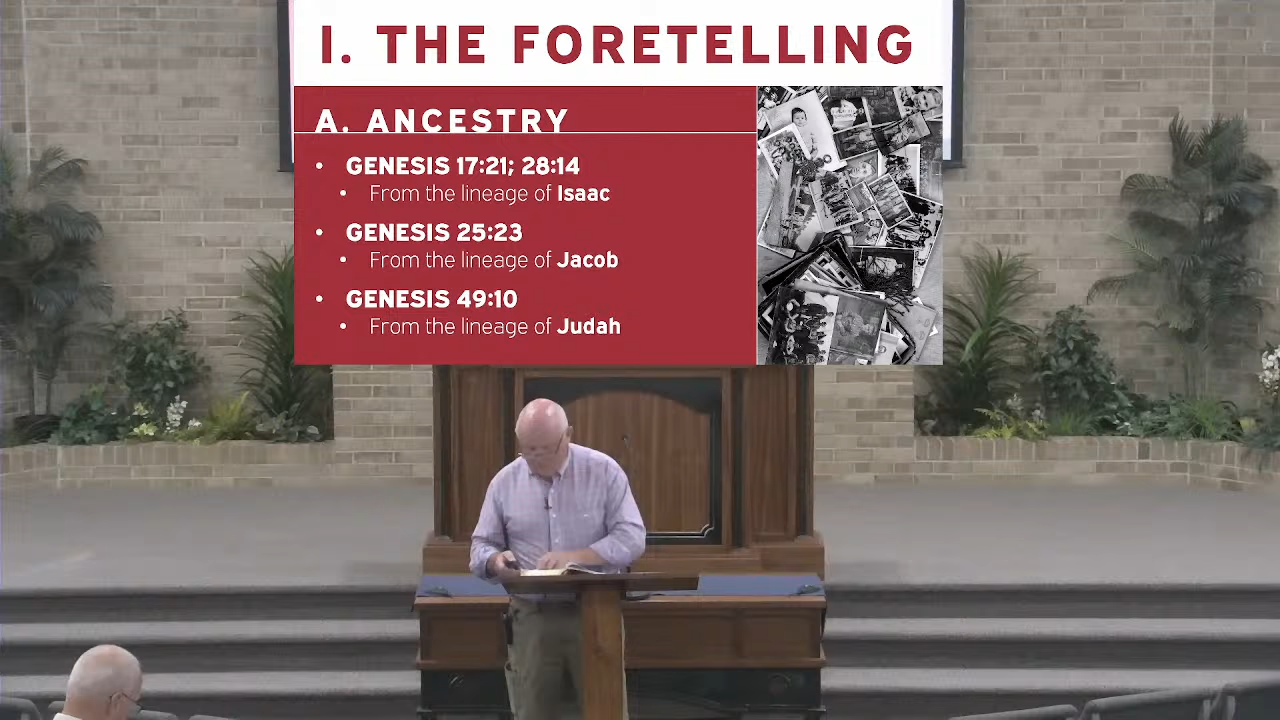 I. THE FORETELLING
A. ANCESTRY
• GENESIS 17:21; 28:14
• From the lineage of Isaac
• GENESIS 25:23
• From the lineage of Jacob
• GENESIS 49:10
• From the lineage of Judah